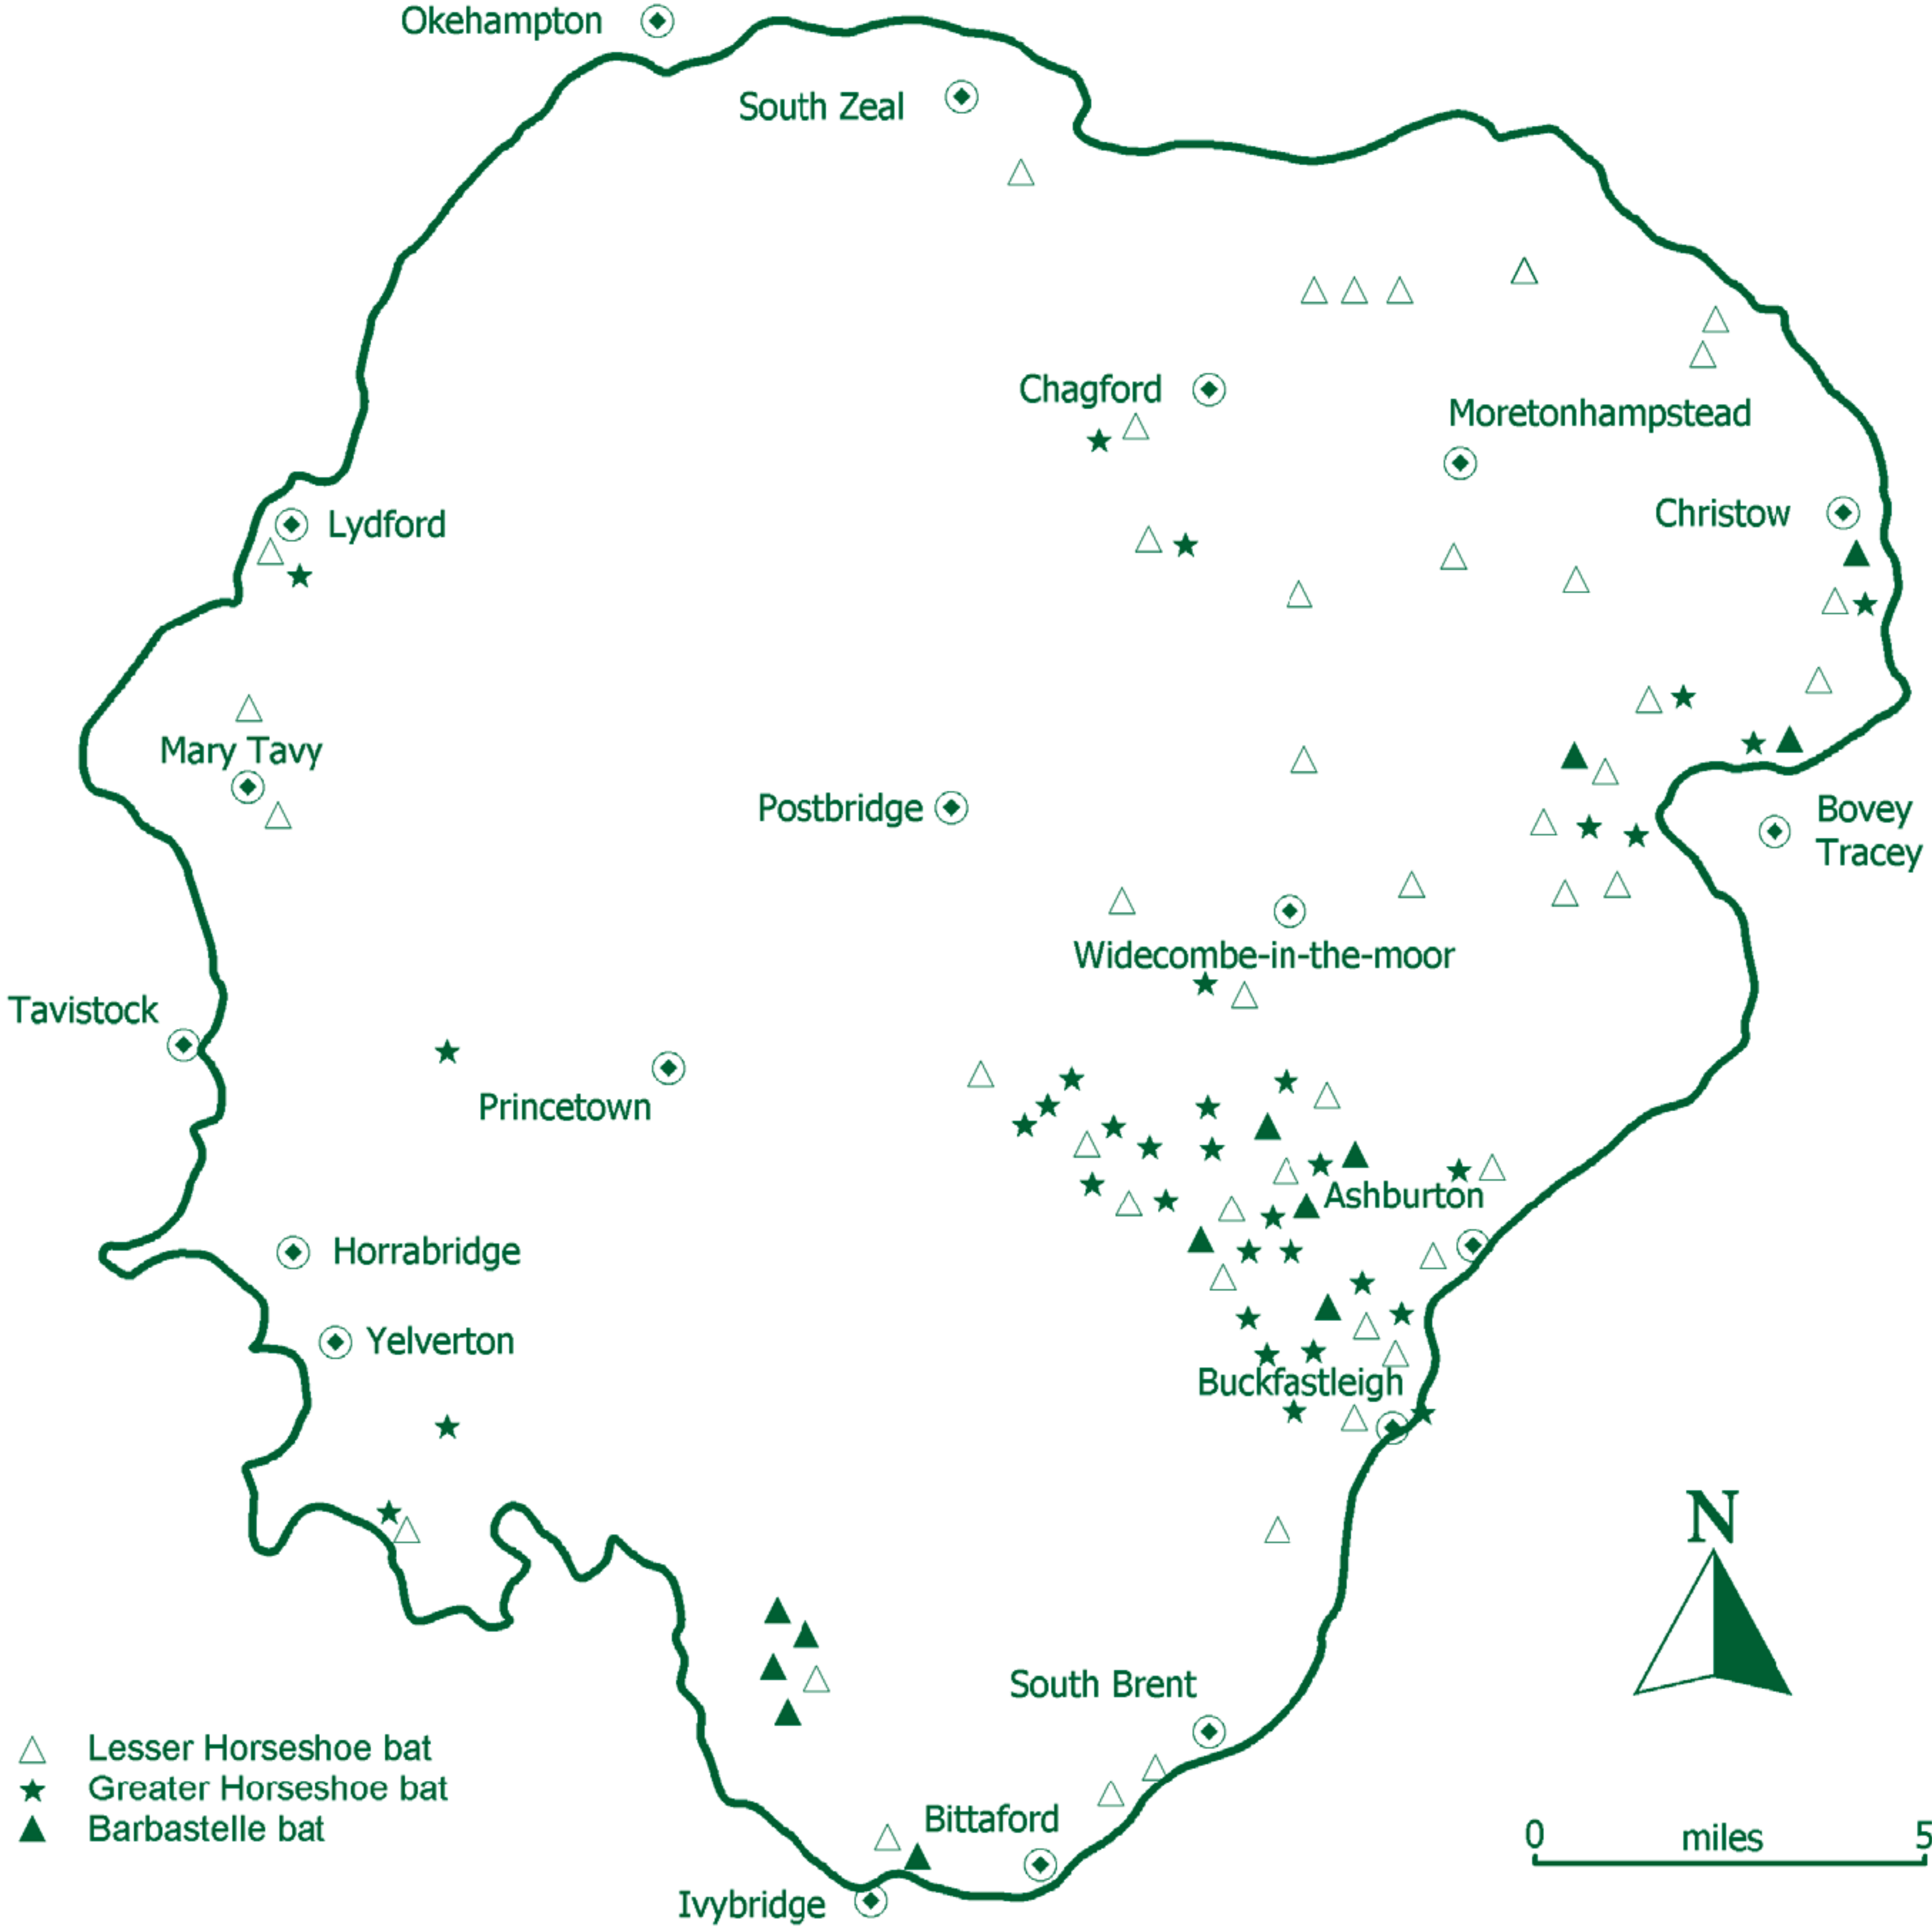 Okehampton
South Zeal
Chagford
Moretonhampstead
Christow
Lydford
Mary Tavy
Postbridge
Bovey
Tracey
Widecombe-in-the-moor
Tavistock
Princetown
Ashburton
Horrabridge
Yelverton
Buckfastleigh
N
South Brent
Lesser Horseshoe bat
Greater Horseshoe bat
Barbastelle bat
Bittaford
0 miles 5
Ivybridge